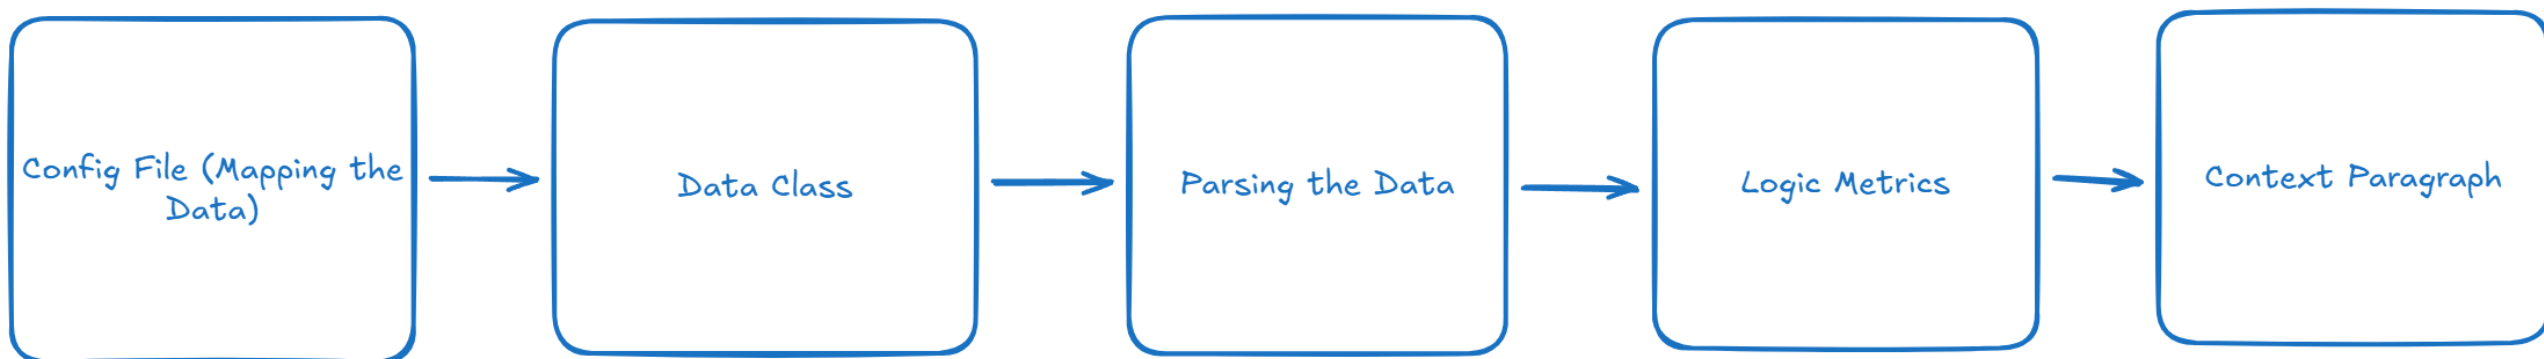 Config File (Mapping the
Data)
Data Class
Parsing the Data
Logic Metrics
Context Paragraph